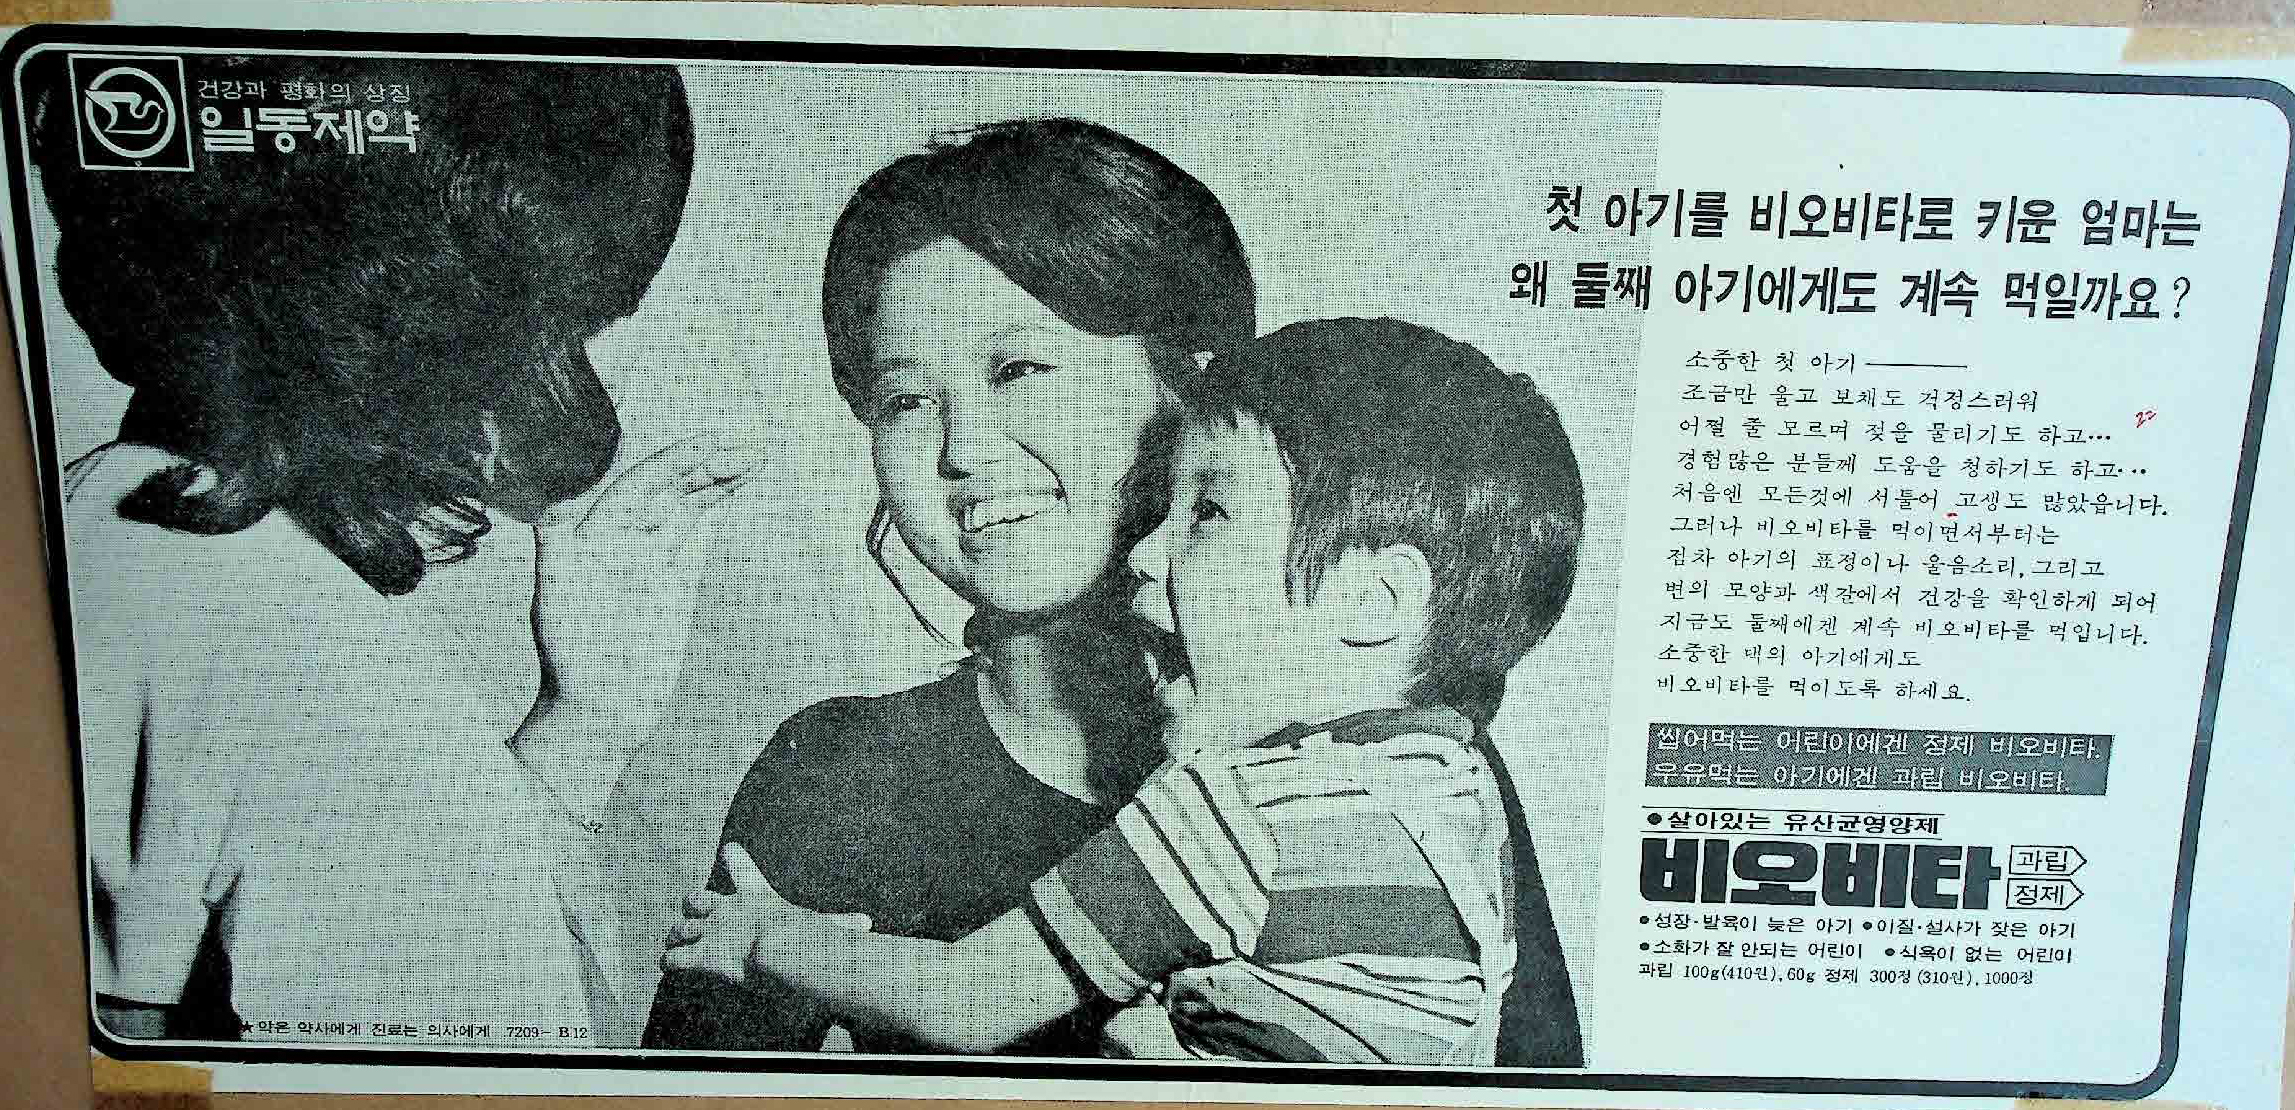 건강과 평화의 상징
일동제약
첫 아기를 비오비타로 키운 엄마는
왜 둘째 아기에게도 계속 먹일까요?
소중한 첫 아기―――
조금만 울고 보채도 걱정스러워
어쩔 줄 모르며 젖을 물리기도 하고…
경험많은 분들께 도움을 청하기도 하고…
처음엔 모든것에 서툴어 고생도 많았읍니다.
그러나 비오비타를 먹이면서부터는
점차 아기의 표정이나 울음소리, 그리고
변의 모양과 색갈에서 건강을 확인하게 되어
지금도 둘째에겐 계속 비오비타를 먹입니다.
소중한 댁의 아기에게도
비오비타를 먹이도록 하세요.
씹어먹는 어린이에겐 정제 비오비타.
우유먹는 아기에겐 과립 비오비타.
●살아있는 유산균영양제
비오비타 과립
정제
●성장·발육이 늦은 아기 ●이질·설사가 잦은 아기
●소화가 잘 안되는 어린이 ●식욕이 없는 어린이
과립 100g(410원), 60g 정제 300정(310원), 1000정
★약은 약사에게 진료는 의사에게 7209-B12